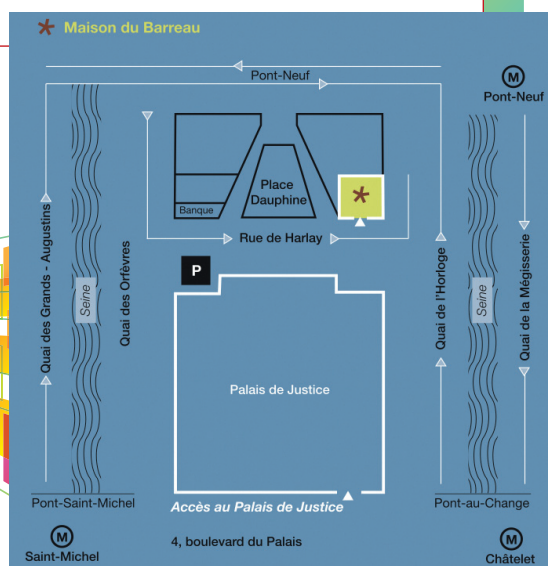 Maison du Barreau
Pont-Neuf
M
Pont-Neuf
Place
Dauphine
Banque
Rue de Harlay
P
Quai des Grands - Augustins
Seine
Quai des Orfèvres
Quai de l'Horloge
Seine
Quai de la Mégisserie
Palais de Justice
Pont-Saint-Michel
Accès au Palais de Justice
Pont-au-Change
M
Saint-Michel
4, boulevard du Palais
M
Châtelet